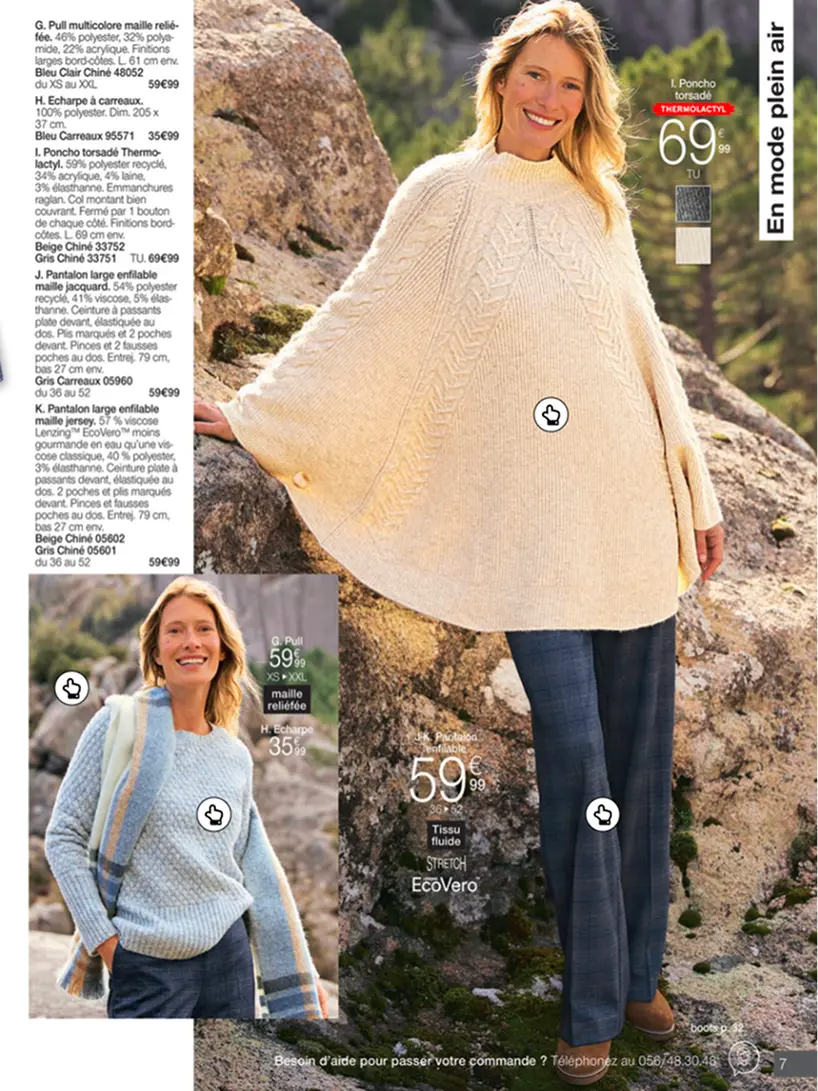 G. Pull multicolore maille relié-
fée. 46% polyester, 32% polya-
mide, 22% acrylique. Finitions
larges bord-côtes. L. 61 cm env.
Bleu Clair Chiné 48052
du XS au XXL 59€99
H. Echarpe à carreaux.
100% polyester. Dim. 205 x
37 cm.
Bleu Carreaux 95571 35€99
I. Poncho torsadé Thermo-
lactyl. 59% polyester recyclé,
34% acrylique, 4% laine,
3% élasthanne. Emmanchures
raglan. Col montant bien
couvrant. Fermé par 1 bouton
de chaque côté. Finitions bord-
côtes. L. 69 cm env.
Beige Chiné 33752
Gris Chiné 33751 TU. 69€99
J. Pantalon large enfilable
maille jacquard. 54% polyester
recyclé, 41% viscose, 5% élas-
thanne. Ceinture à passants
plate devant, élastiquée au
dos. Plis marqués et 2 poches
devant. Pinces et 2 fausses
poches au dos. Entrej. 79 cm,
bas 27 cm env.
Gris Carreaux 05960
du 36 au 52 59€99
K. Pantalon large enfilable
maille jersey. 57 % viscose
Lenzing™ EcoVero™ moins
gourmande en eau qu'une vis-
cose classique, 40 % polyester,
3% élasthanne. Ceinture plate à
passants devant, élastiquée au
dos. 2 poches et plis marqués
devant. Pinces et fausses
poches au dos. Entrej. 79 cm,
bas 27 cm env.
Beige Chiné 05602
Gris Chiné 05601
du 36 au 52 59€99
I. Poncho
torsadé
THERMOLACTYL
69€99
TU
En mode plein air
G. Pull
59€99
XS ▸ XXL
maille
reliéfée
H. Echarpe
35€99
J-K. Pantalon
enfilable
59€99
36 ▸ 52
Tissu
fluide
STRETCH
EcoVero™
boots p. 32
Besoin d'aide pour passer votre commande ? Téléphonez au 056/48.30.48
7